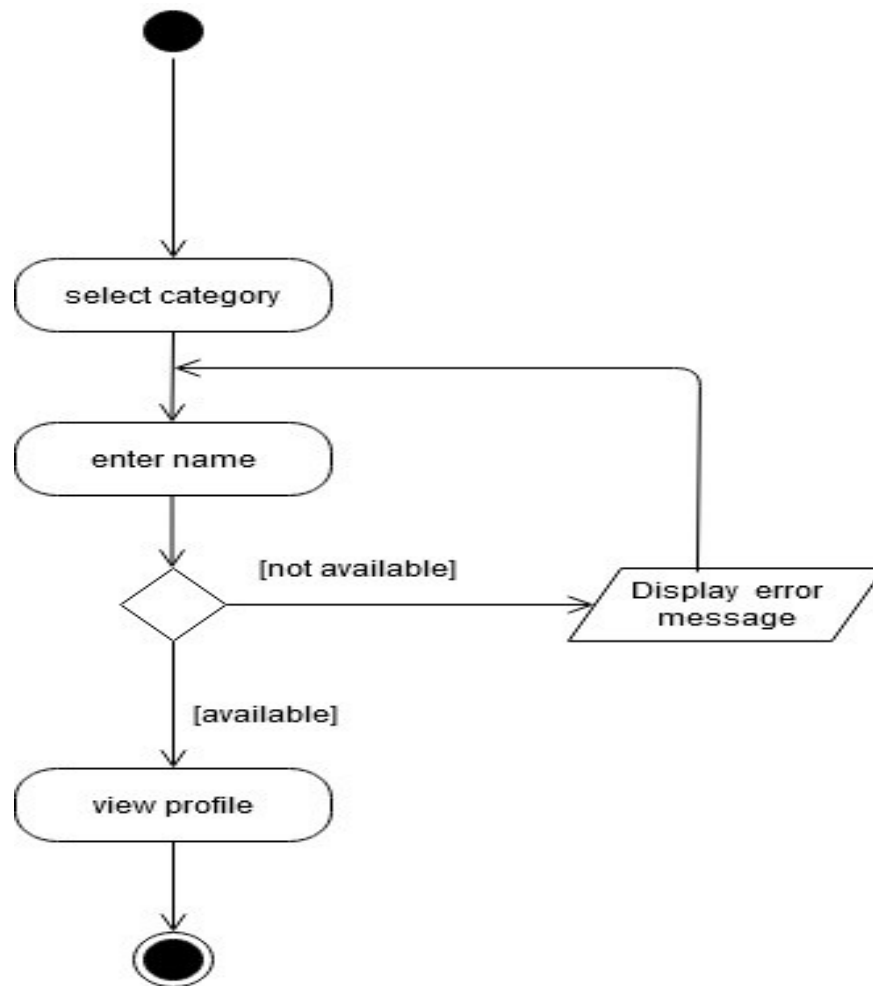 select category
enter name
[not available]
Display error
message
[available]
view profile